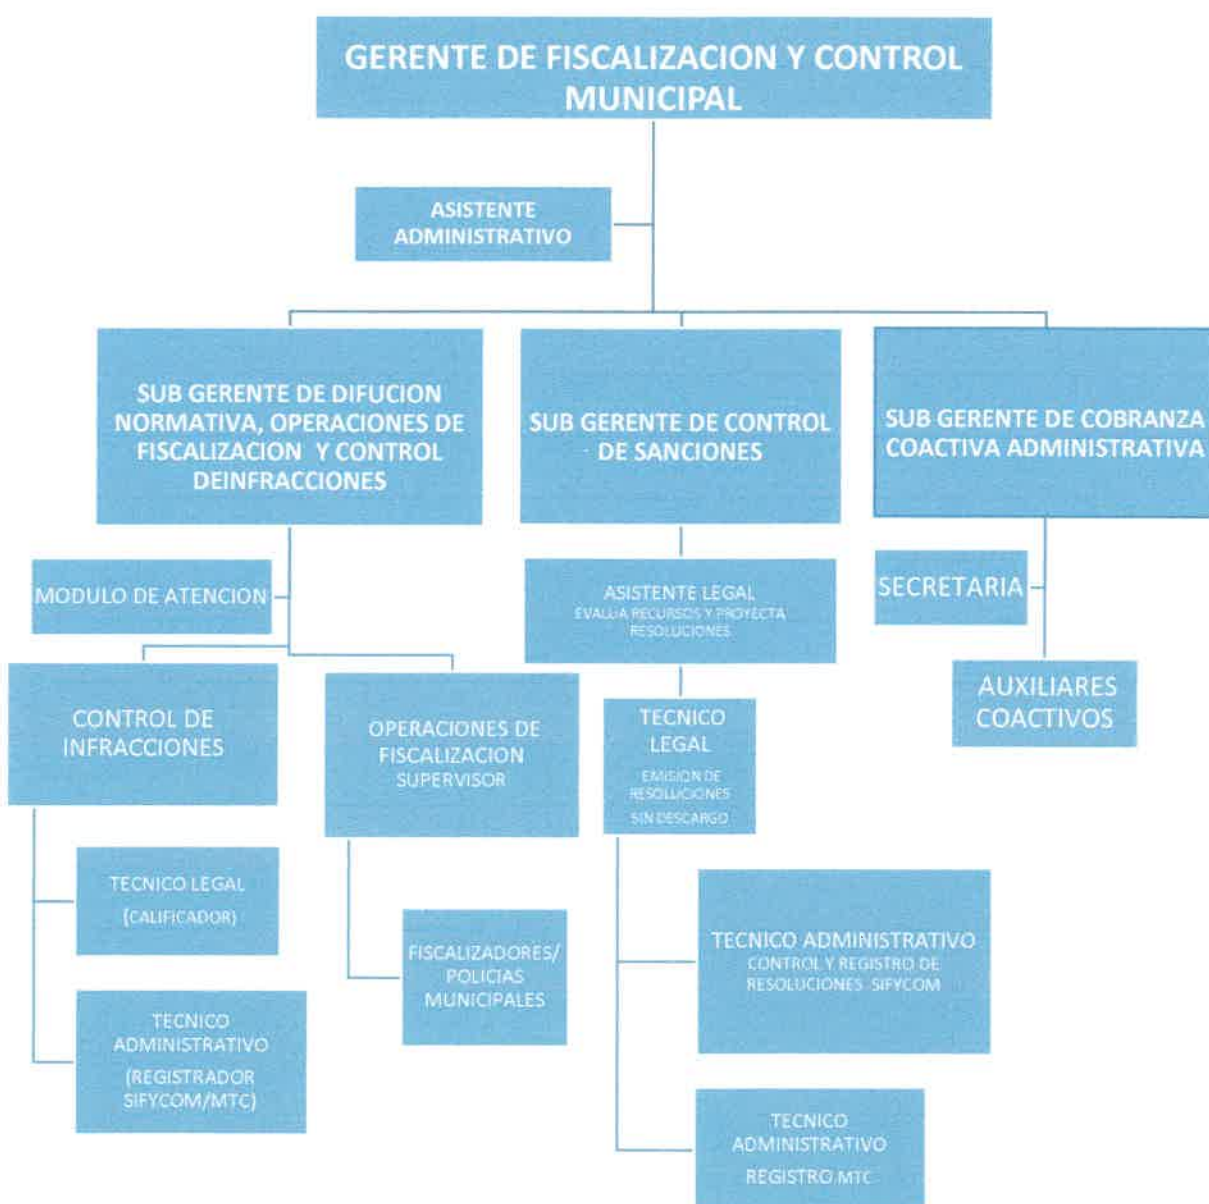 GERENTE DE FISCALIZACION Y CONTROL
MUNICIPAL
ASISTENTE
ADMINISTRATIVO
SUB GERENTE DE DIFUCION
NORMATIVA, OPERACIONES DE
FISCALIZACION Y CONTROL
DEINFRACCIONES
SUB GERENTE DE CONTROL
DE SANCIONES
SUB GERENTE DE COBRANZA
COACTIVA ADMINISTRATIVA
MODULO DE ATENCION
ASISTENTE LEGAL
EVALUA RECURSOS Y PROYECTA
RESOLUCIONES
SECRETARIA
AUXILIARES
COACTIVOS
CONTROL DE
INFRACCIONES
OPERACIONES DE
FISCALIZACION
SUPERVISOR
TECNICO
LEGAL
EMISION DE
RESOLUCIONES
SIN DESCARGO
TECNICO LEGAL
(CALIFICADOR)
FISCALIZADORES/
POLICIAS
MUNICIPALES
TECNICO ADMINISTRATIVO
CONTROL Y REGISTRO DE
RESOLUCIONES SIFYCOM
TECNICO
ADMINISTRATIVO
(REGISTRADOR
SIFYCOM/MTC)
TECNICO
ADMINISTRATIVO
REGISTRO MTC